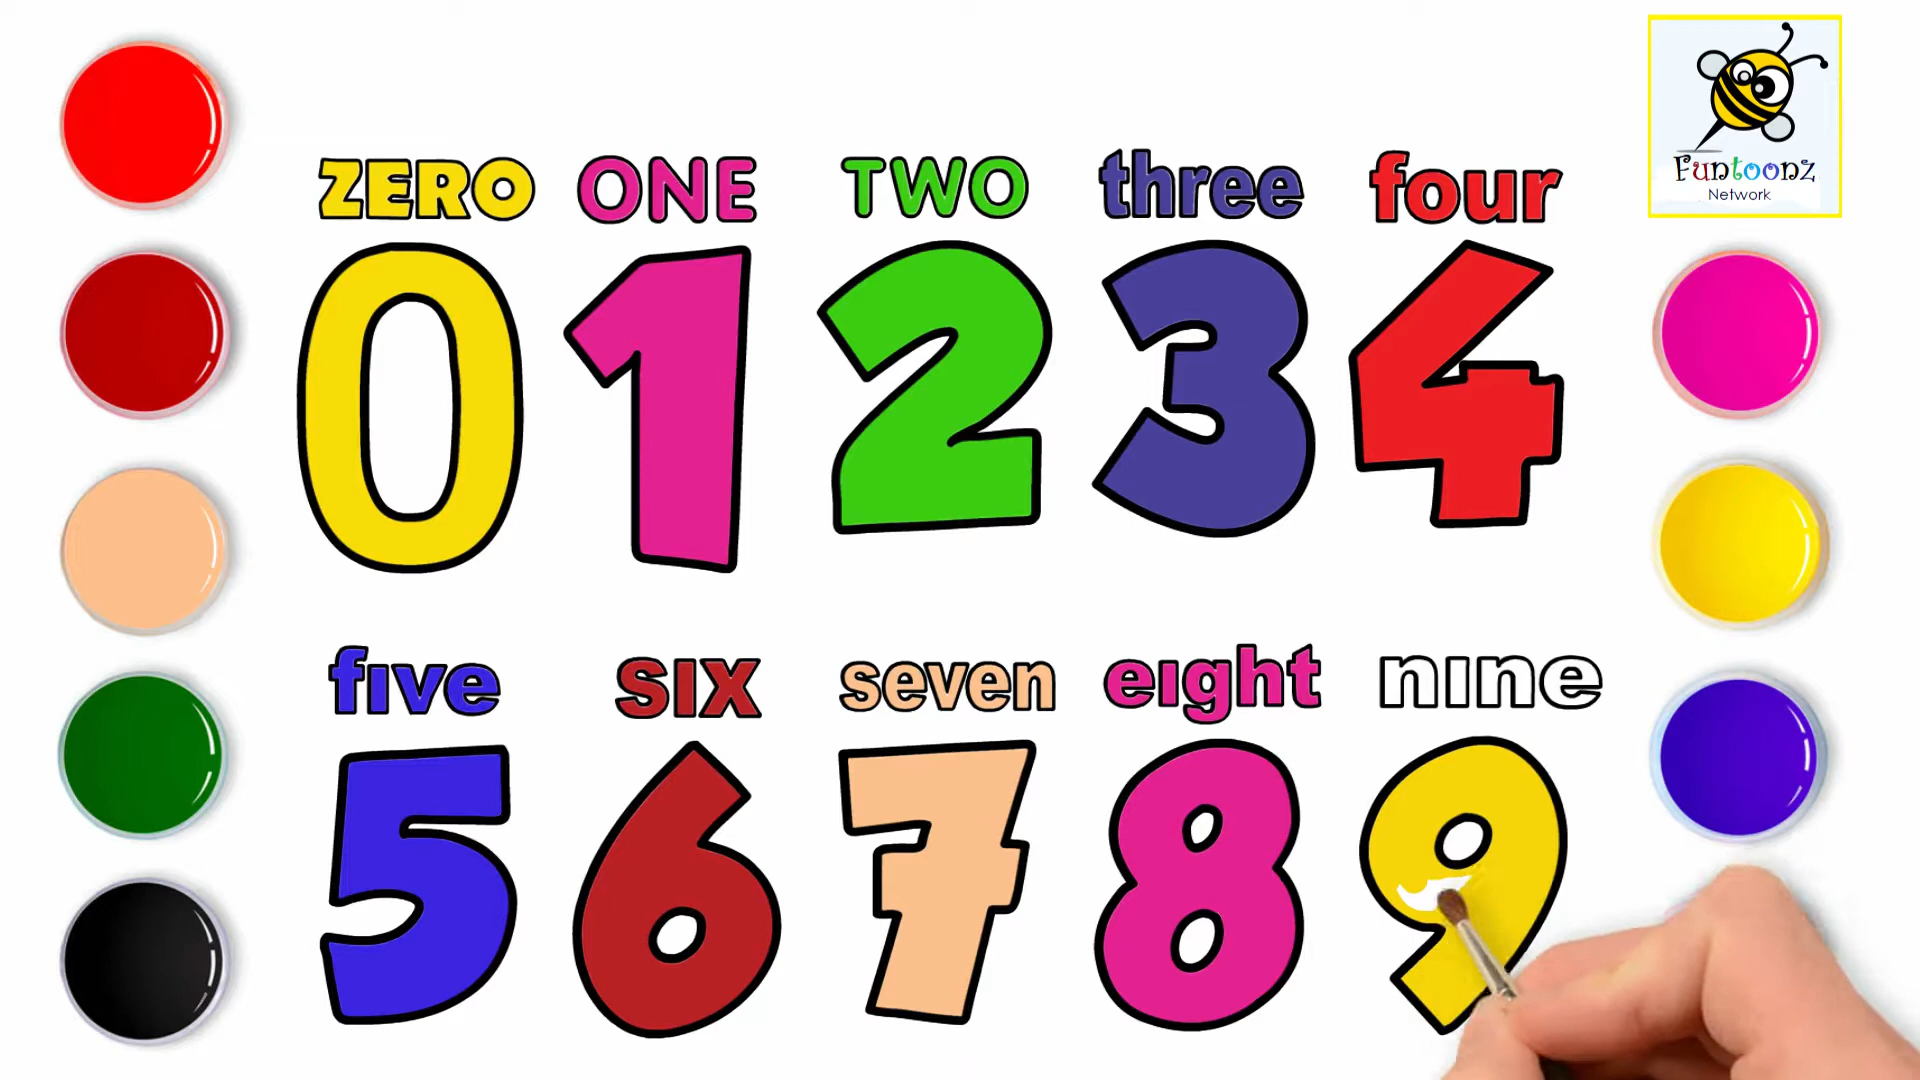 ZERO ONE TWO three four
0 1 2 3 4
five six seven eight nine
5 6 7 8 9
Funtoonz
Network